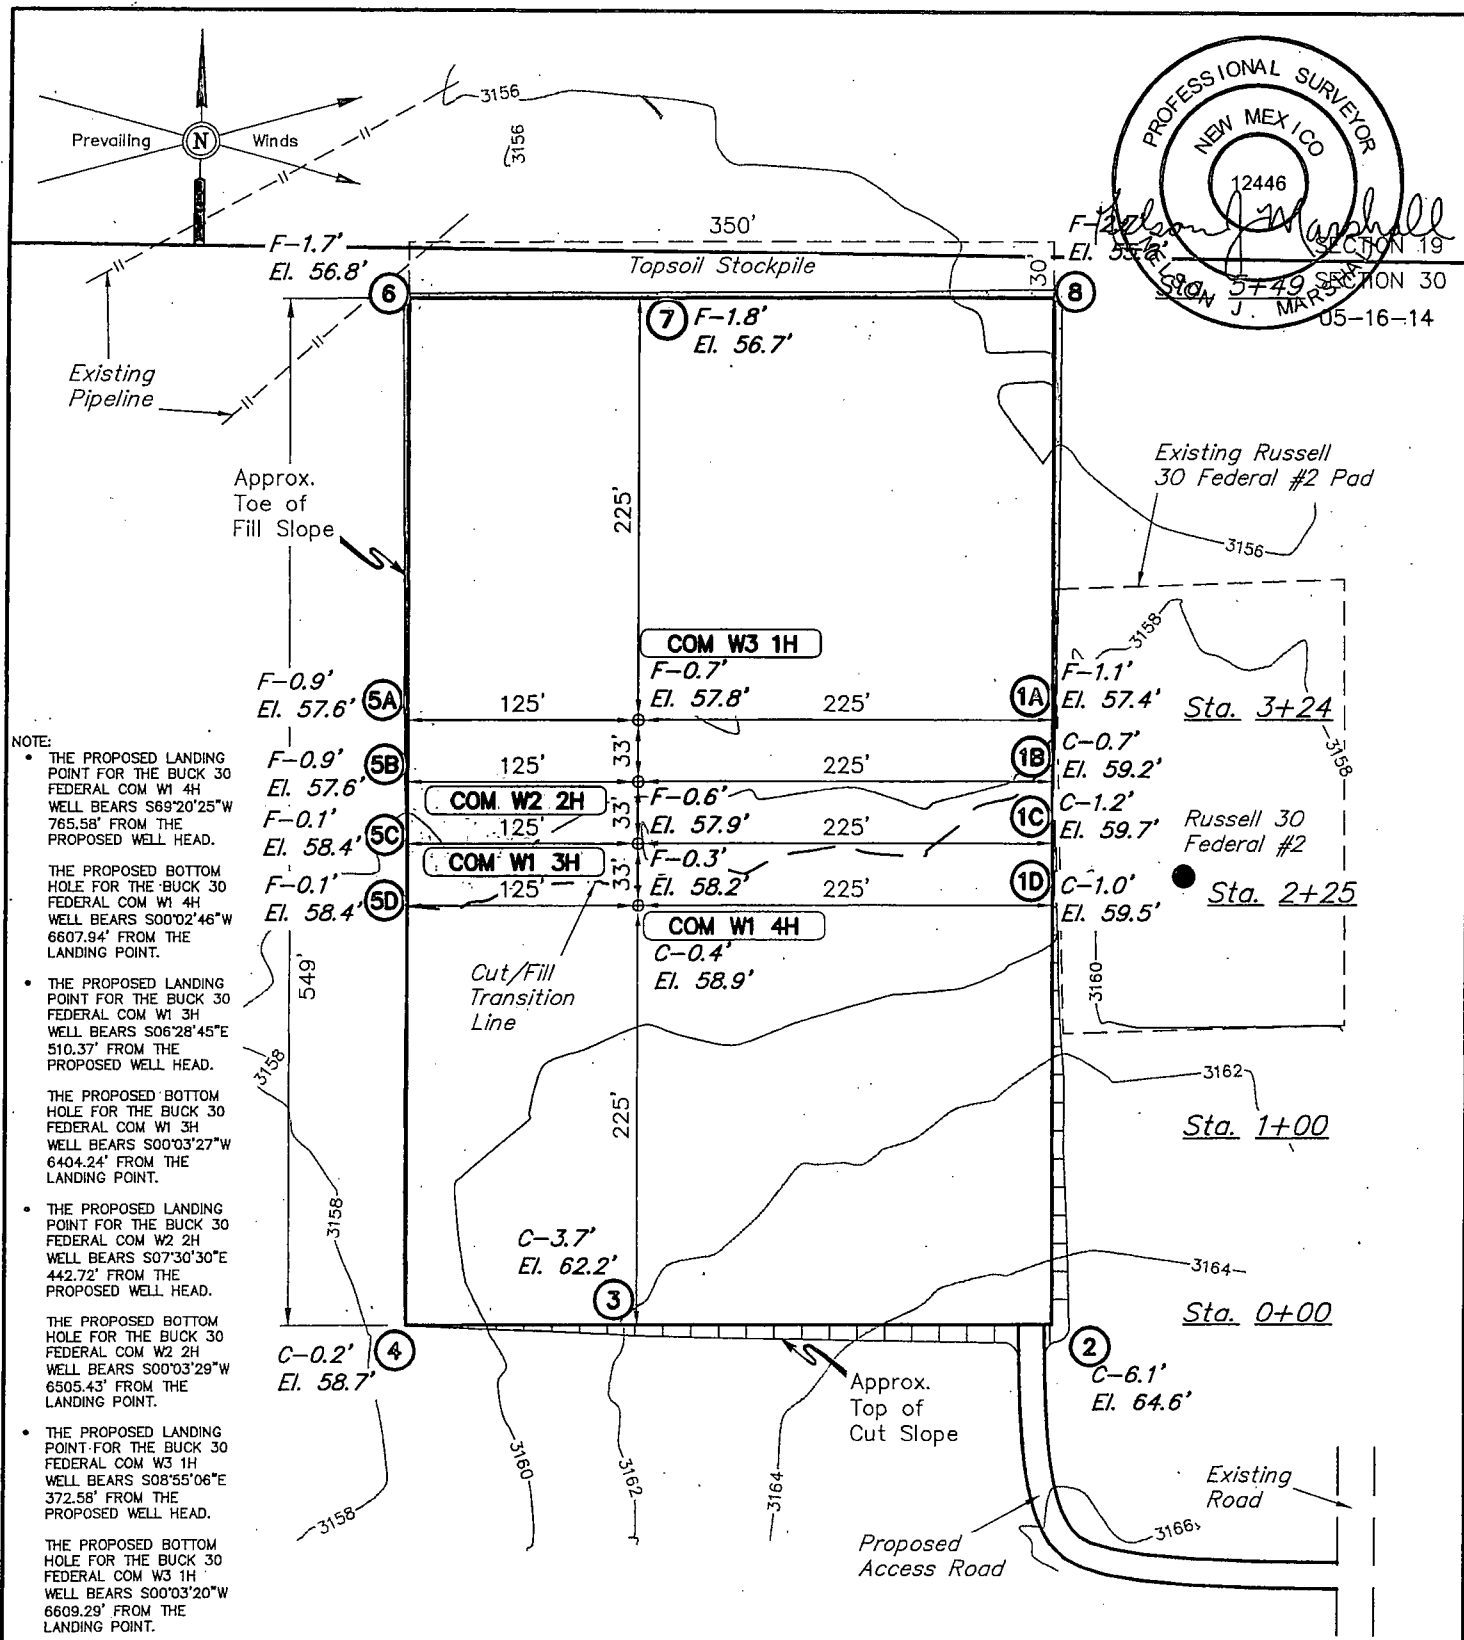 3156
3156
Prevailing
N
Winds
PROFESSIONAL SURVEYOR
NEW MEXICO
12446
NELSON J. MARSHALL
Nelson J. Marshall
SECTION 19
SECTION 30
Sta. 5+49
05-16-14
350'
F-1.7'
El. 56.8'
Topsoil Stockpile
30'
6
8
7
F-1.8'
El. 56.7'
Existing
Pipeline
Approx.
Toe of
Fill Slope
225'
Existing Russell
30 Federal #2 Pad
3156
3158
3158
COM W3 1H
F-0.7'
El. 57.8'
F-0.9'
El. 57.6'
5A
125'
225'
1A
F-1.1'
El. 57.4'
Sta. 3+24
33'
F-0.9'
El. 57.6'
5B
125'
225'
1B
C-0.7'
El. 59.2'
COM W2 2H
F-0.6'
El. 57.9'
33'
F-0.1'
El. 58.4'
5C
125'
225'
1C
C-1.2'
El. 59.7'
Russell 30
Federal #2
COM W1 3H
F-0.3'
El. 58.2'
33'
F-0.1'
El. 58.4'
5D
125'
225'
1D
C-1.0'
El. 59.5'
Sta. 2+25
COM W1 4H
C-0.4'
El. 58.9'
Cut/Fill
Transition
Line
549'
225'
3160
3158
3162
Sta. 1+00
3158
C-3.7'
El. 62.2'
3
3164
Sta. 0+00
4
C-0.2'
El. 58.7'
2
C-6.1'
El. 64.6'
Approx.
Top of
Cut Slope
3160
3162
3164
3158
3166
Existing
Road
Proposed
Access Road
NOTE:
• THE PROPOSED LANDING
POINT FOR THE BUCK 30
FEDERAL COM W1 4H
WELL BEARS S69°20'25"W
765.58' FROM THE
PROPOSED WELL HEAD.
THE PROPOSED BOTTOM
HOLE FOR THE BUCK 30
FEDERAL COM W1 4H
WELL BEARS S00°02'46"W
6607.94' FROM THE
LANDING POINT.
• THE PROPOSED LANDING
POINT FOR THE BUCK 30
FEDERAL COM W1 3H
WELL BEARS S06°28'45"E
510.37' FROM THE
PROPOSED WELL HEAD.
THE PROPOSED BOTTOM
HOLE FOR THE BUCK 30
FEDERAL COM W1 3H
WELL BEARS S00°03'27"W
6404.24' FROM THE
LANDING POINT.
• THE PROPOSED LANDING
POINT FOR THE BUCK 30
FEDERAL COM W2 2H
WELL BEARS S07°30'30"E
442.72' FROM THE
PROPOSED WELL HEAD.
THE PROPOSED BOTTOM
HOLE FOR THE BUCK 30
FEDERAL COM W2 2H
WELL BEARS S00°03'29"W
6505.43' FROM THE
LANDING POINT.
• THE PROPOSED LANDING
POINT FOR THE BUCK 30
FEDERAL COM W3 1H
WELL BEARS S08°55'06"E
372.58' FROM THE
PROPOSED WELL HEAD.
THE PROPOSED BOTTOM
HOLE FOR THE BUCK 30
FEDERAL COM W3 1H
WELL BEARS S00°03'20"W
6609.29' FROM THE
LANDING POINT.